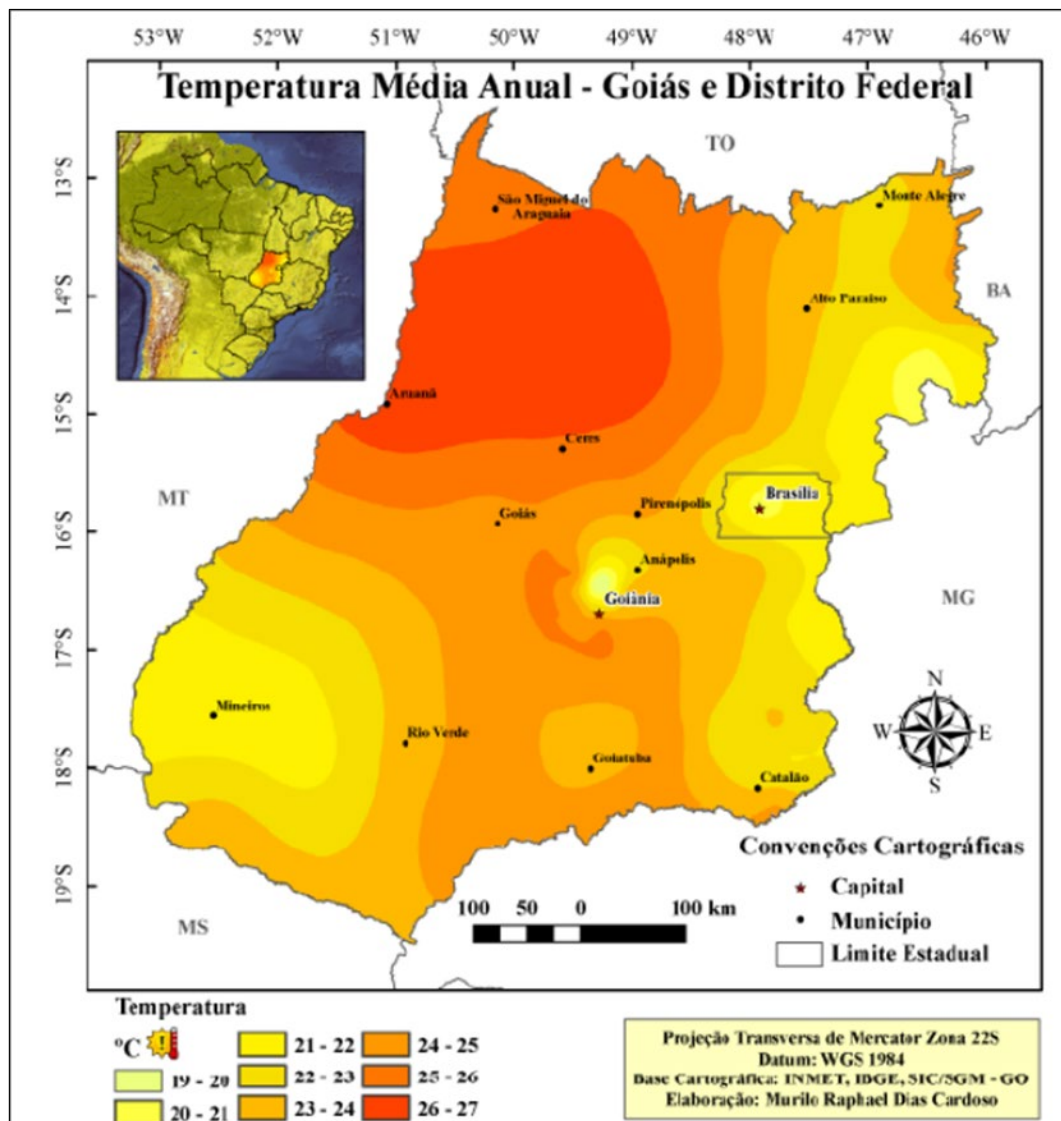 53°W 52°W 51°W 50°W 49°W 48°W 47°W 46°W
Temperatura Média Anual - Goiás e Distrito Federal
TO
13°S
São Miguel do
Araguaia
Monte Alegre
14°S
Alto Paraíso
BA
Aruanã
15°S
Ceres
MT
Brasília
Goiás
Pirenópolis
16°S
Anápolis
Goiânia
MG
17°S
N
Mineiros
Rio Verde
W
E
18°S
Goiatuba
Catalão
S
Convenções Cartográficas
19°S
Capital
100 50 0 100 km
Município
MS
Limite Estadual
Temperatura
°C
19 - 20
20 - 21
21 - 22
22 - 23
23 - 24
24 - 25
25 - 26
26 - 27
Projeção Transversa de Mercator Zona 22S
Datum: WGS 1984
Base Cartográfica: INMET, IBGE, SIC/SGM - GO
Elaboração: Murilo Raphael Dias Cardoso